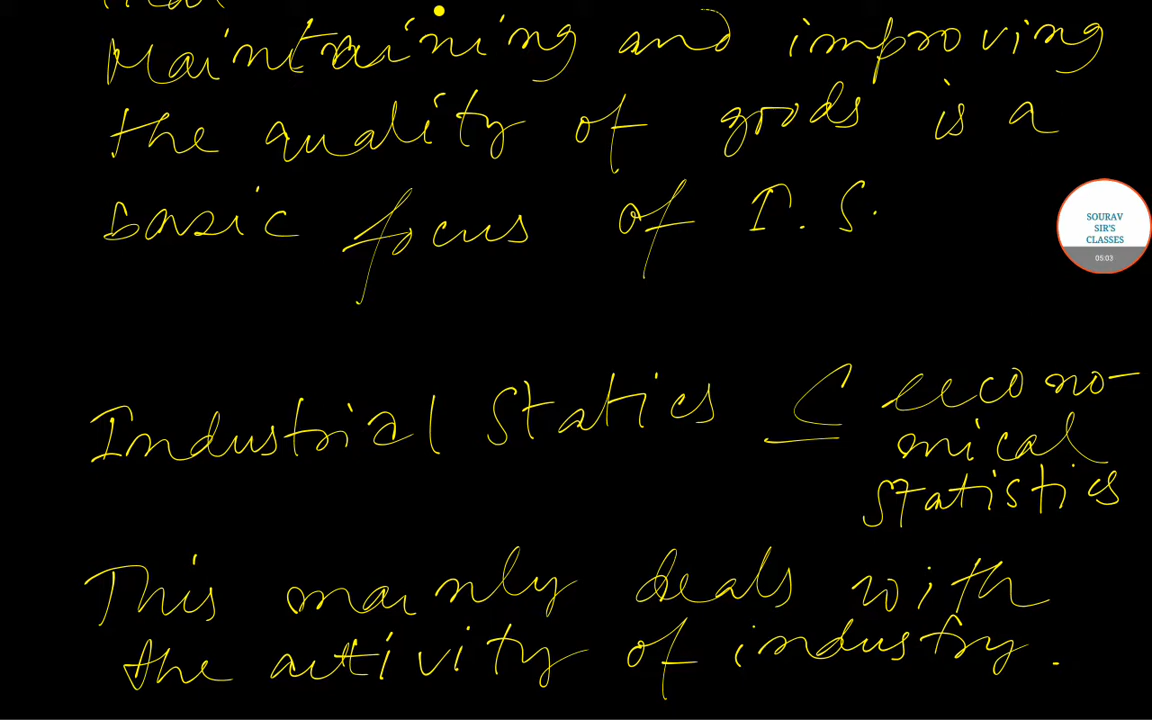 Maintaining and improving
the quality of goods is a
basic focus of I.S.
SOURAV
SIR'S
CLASSES
05:03
Industrial Statics ⊆ econo-
mical
statistics
This mainly deals with
the activity of industry.